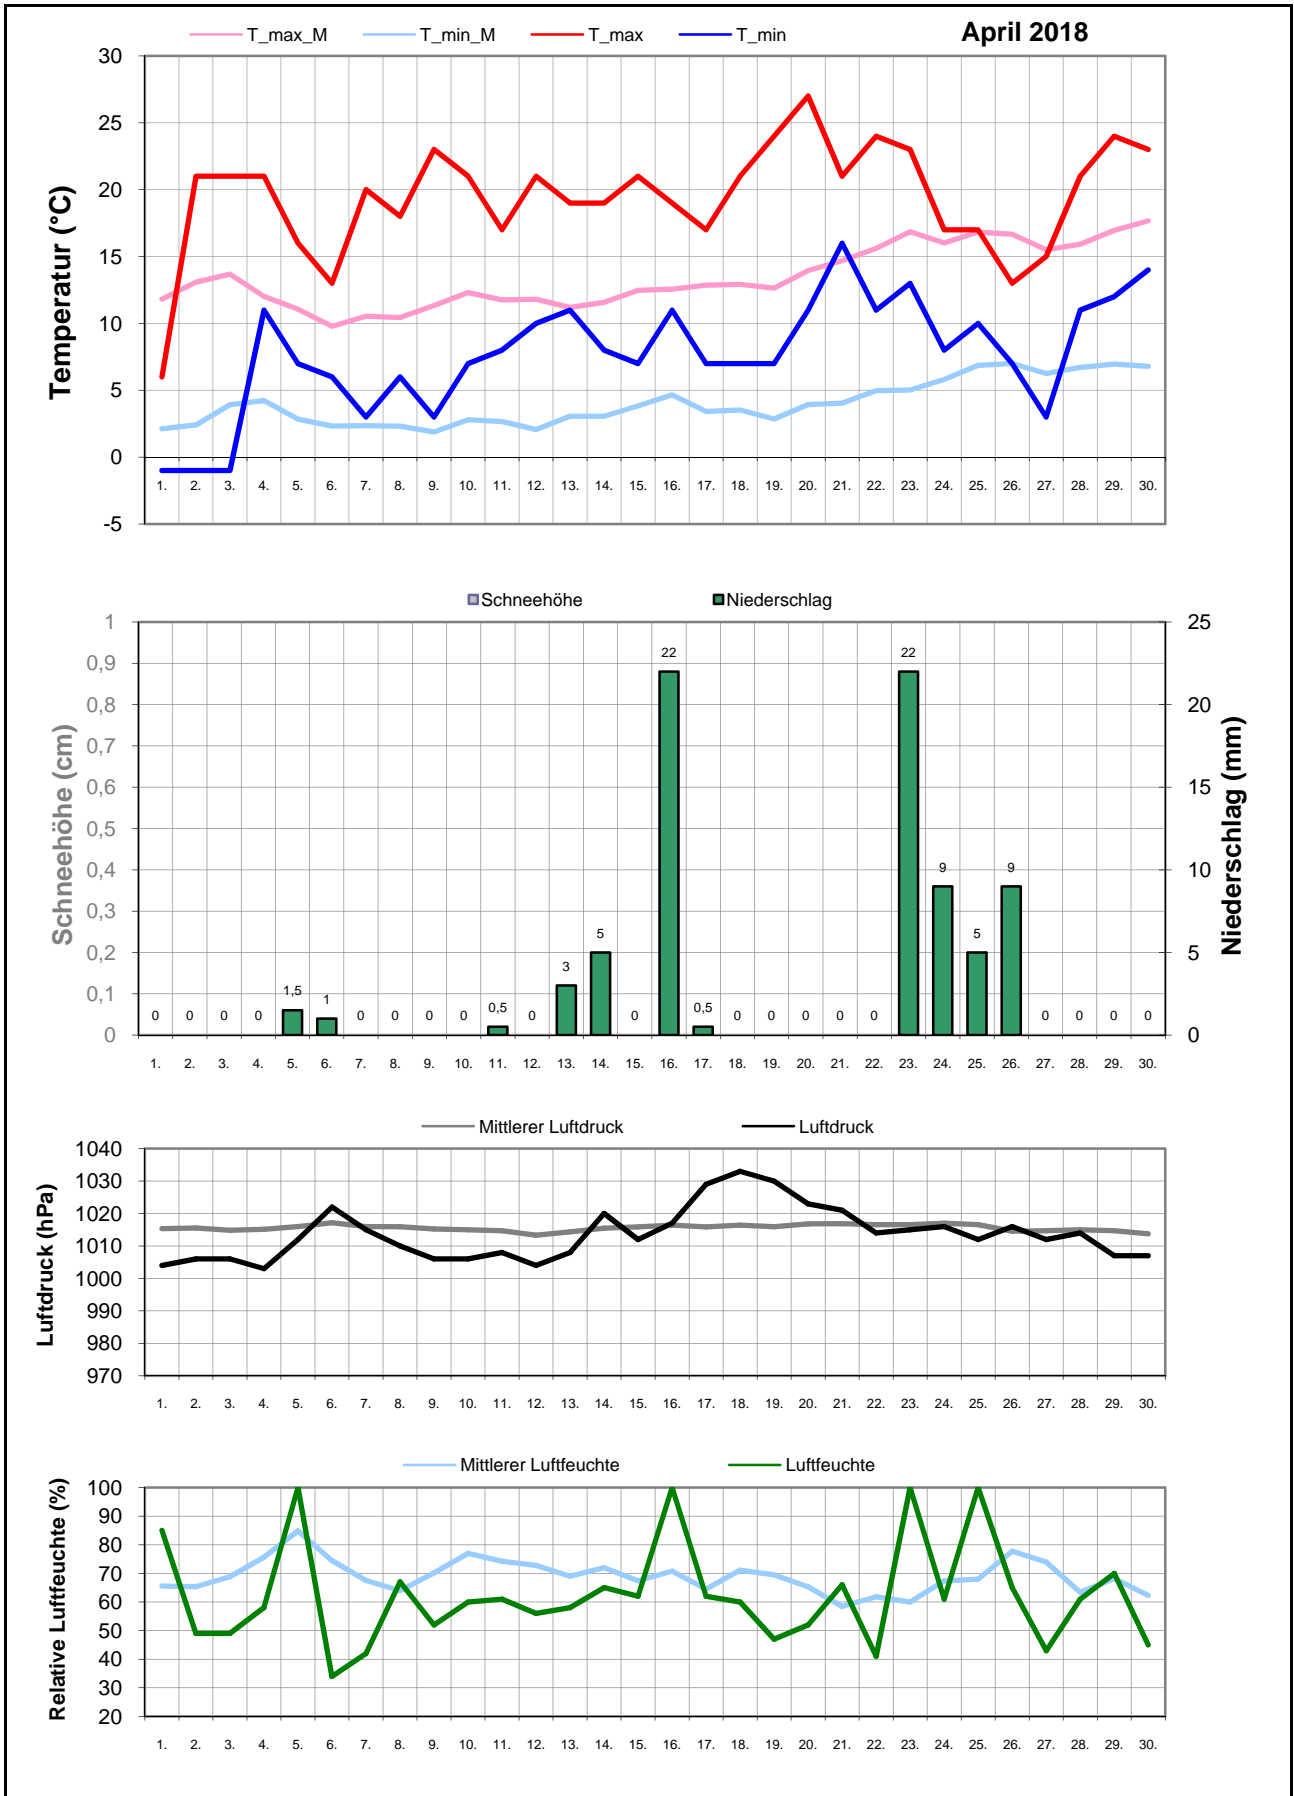 T_max_M T_min_M T_max T_min April 2018
30
25
20
15
10
5
0
-5
Temperatur (°C)
1. 2. 3. 4. 5. 6. 7. 8. 9. 10. 11. 12. 13. 14. 15. 16. 17. 18. 19. 20. 21. 22. 23. 24. 25. 26. 27. 28. 29. 30.
Schneehöhe Niederschlag
1 25
0,9
0,8 20
0,7
0,6 15
0,5
0,4 10
0,3
0,2 5
0,1
0 0
Schneehöhe (cm)
Niederschlag (mm)
0 0 0 0 1,5 1 0 0 0 0 0,5 0 3 5 0 22 0,5 0 0 0 0 0 22 9 5 9 0 0 0 0
1. 2. 3. 4. 5. 6. 7. 8. 9. 10. 11. 12. 13. 14. 15. 16. 17. 18. 19. 20. 21. 22. 23. 24. 25. 26. 27. 28. 29. 30.
Mittlerer Luftdruck Luftdruck
1040
1030
1020
1010
1000
990
980
970
Luftdruck (hPa)
1. 2. 3. 4. 5. 6. 7. 8. 9. 10. 11. 12. 13. 14. 15. 16. 17. 18. 19. 20. 21. 22. 23. 24. 25. 26. 27. 28. 29. 30.
Mittlerer Luftfeuchte Luftfeuchte
100
90
80
70
60
50
40
30
20
Relative Luftfeuchte (%)
1. 2. 3. 4. 5. 6. 7. 8. 9. 10. 11. 12. 13. 14. 15. 16. 17. 18. 19. 20. 21. 22. 23. 24. 25. 26. 27. 28. 29. 30.